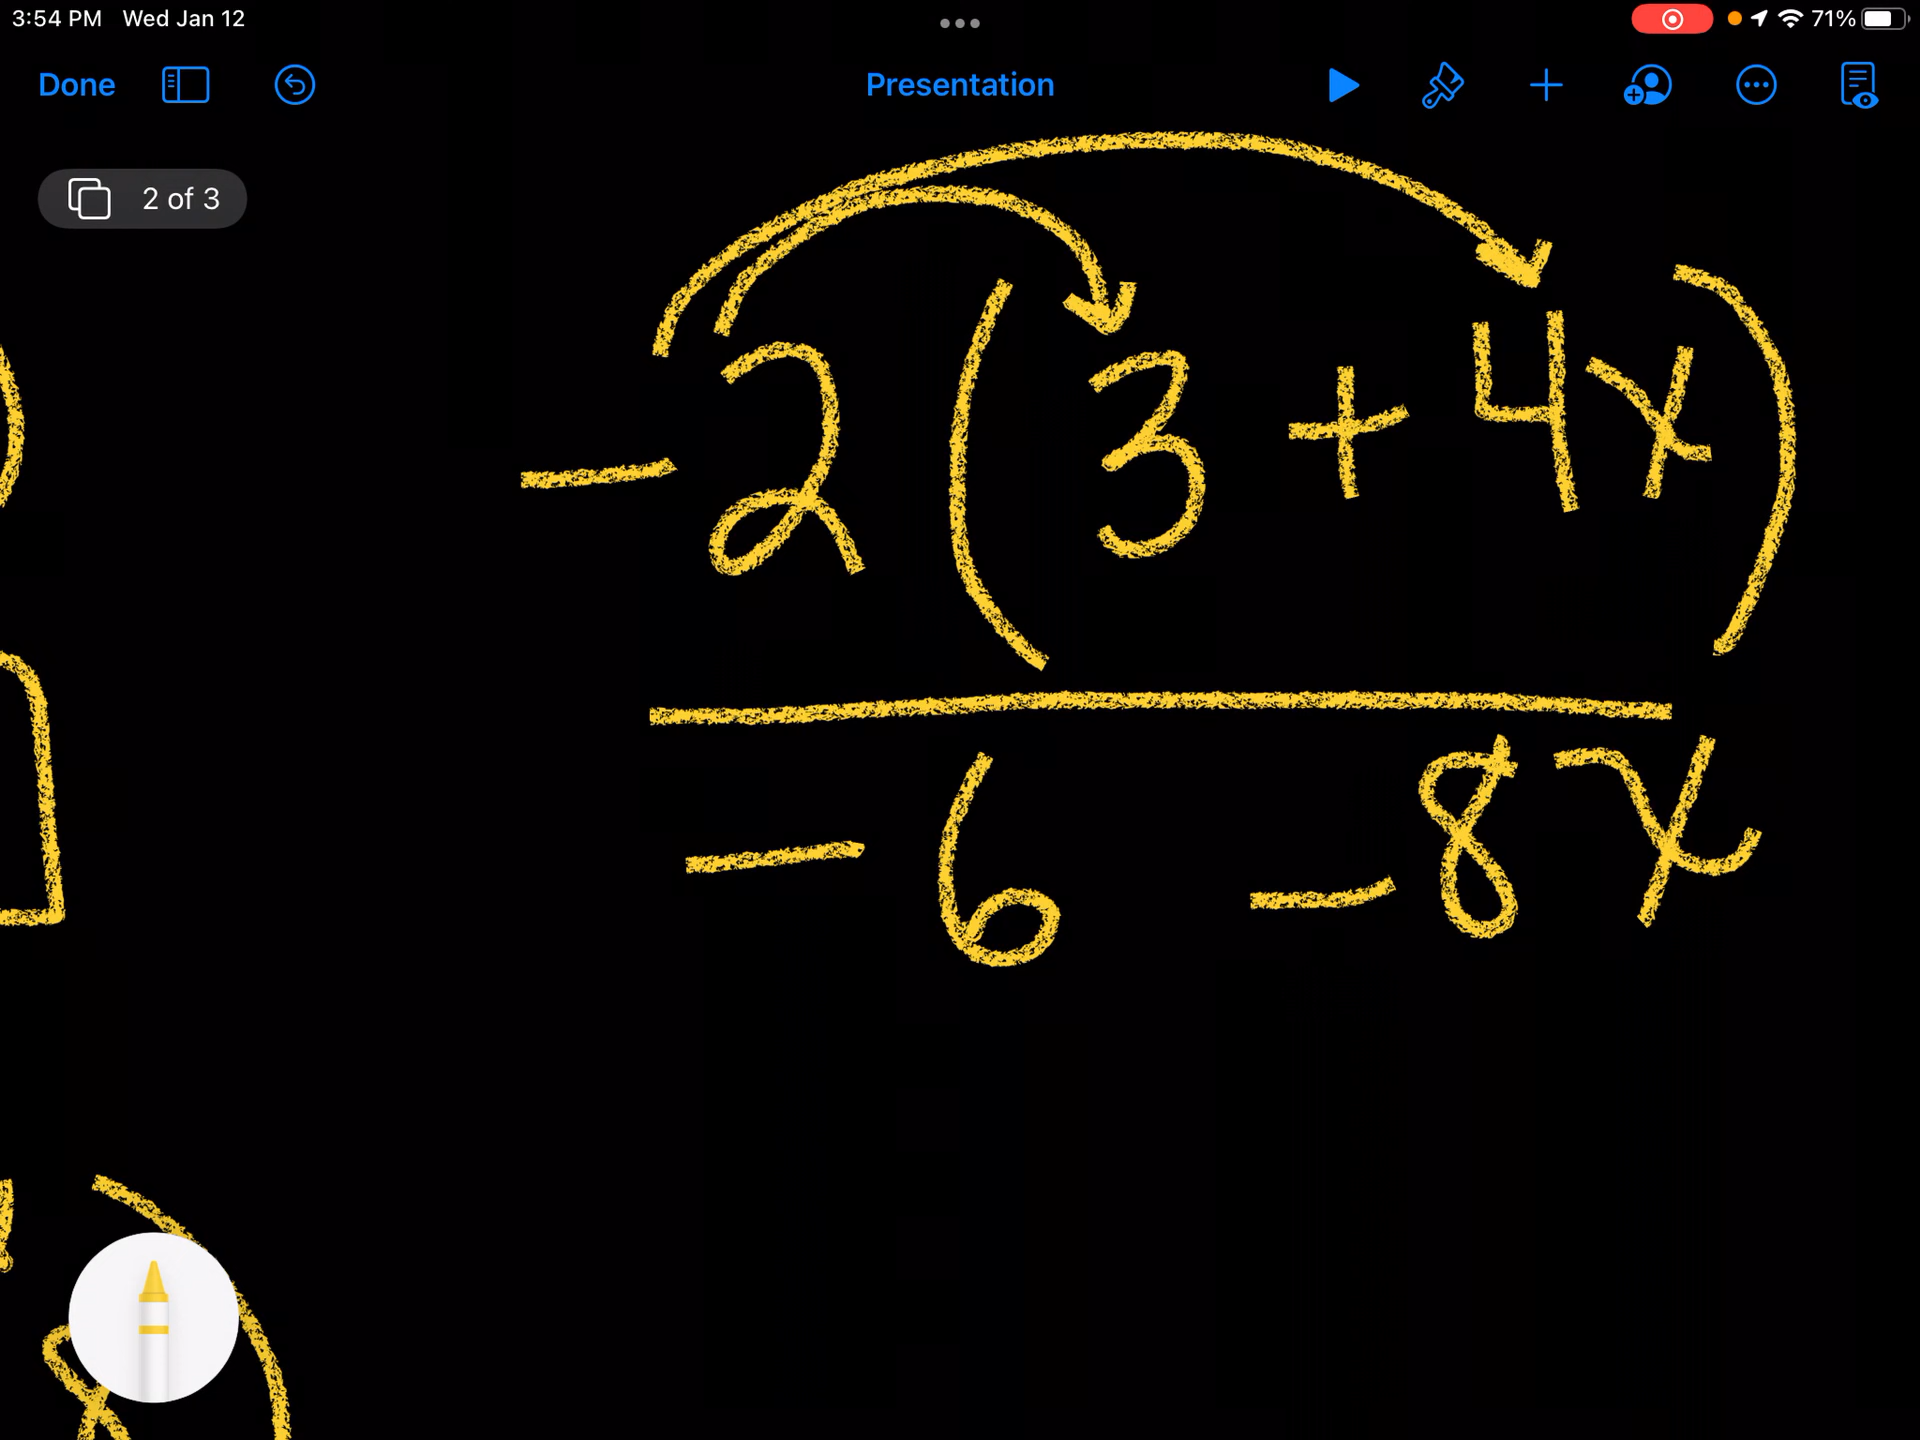 3:54 PM Wed Jan 12 71%
Done Presentation
2 of 3
-2(3 + 4x)
-6 -8x